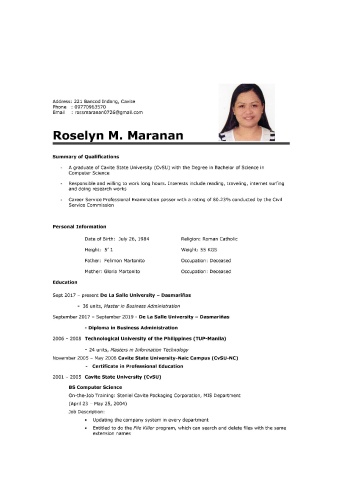 Address: 221 Bancod Indang, Cavite
Phone : 09770963570
Email : rossmaranan0726@gmail.com
Roselyn M. Maranan
Summary of Qualifications
- A graduate of Cavite State University (CvSU) with the Degree in Bachelor of Science in
Computer Science
- Responsible and willing to work long hours. Interests include reading, traveling, internet surfing
and doing research works
- Career Service Professional Examination passer with a rating of 80.23% conducted by the Civil
Service Commission
Personal Information
Date of Birth: July 26, 1984 Religion: Roman Catholic
Height: 5'1 Weight: 55 KGS
Father: Felimon Martonito Occupation: Deceased
Mother: Gloria Martonito Occupation: Deceased
Education
Sept 2017 – present De La Salle University – Dasmariñas
- 36 units, Master in Business Administration
September 2017 – September 2019 - De La Salle University – Dasmariñas
- Diploma in Business Administration
2006 – 2008 Technological University of the Philippines (TUP-Manila)
- 24 units, Masters in Information Technology
November 2005 – May 2006 Cavite State University-Naic Campus (CvSU-NC)
- Certificate in Professional Education
2001 – 2005 Cavite State University (CvSU)
BS Computer Science
On-the-Job Training: Steniel Cavite Packaging Corporation, MIS Department
(April 23 – May 25, 2004)
Job Description:
• Updating the company system in every department
• Entitled to do the File Killer program, which can search and delete files with the same
extension names